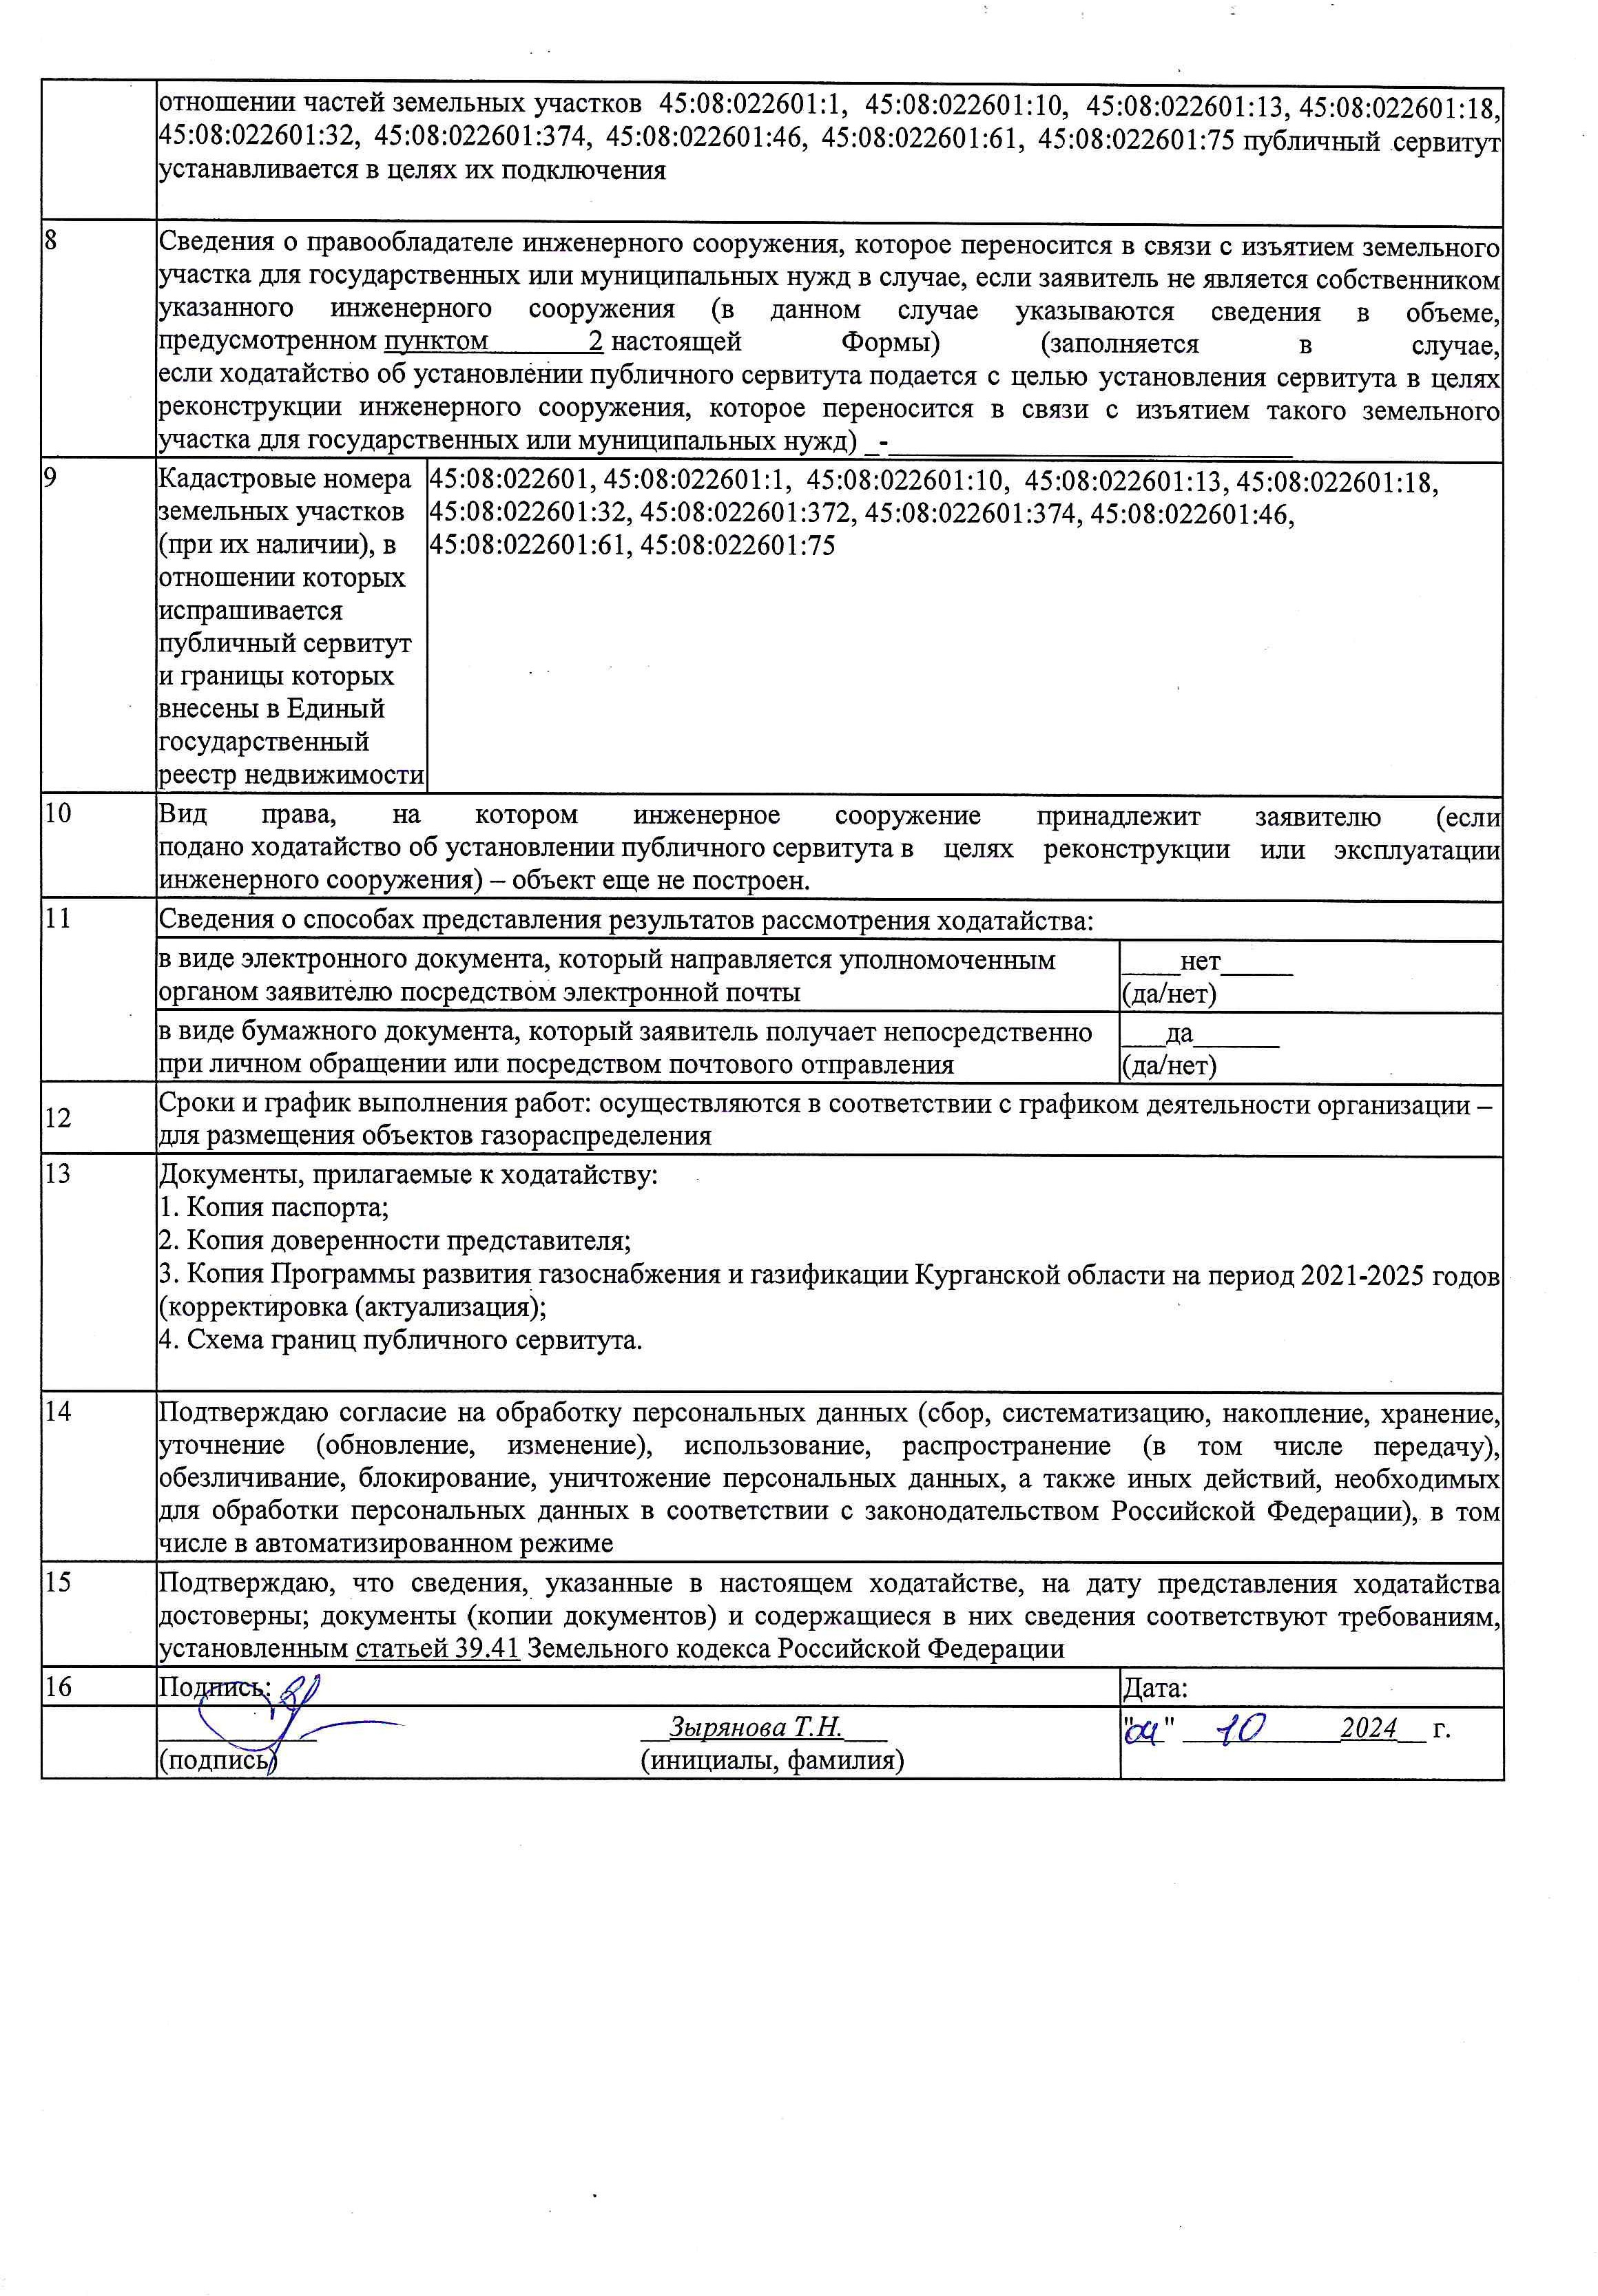 отношении частей земельных участков 45:08:022601:1, 45:08:022601:10, 45:08:022601:13, 45:08:022601:18,
45:08:022601:32, 45:08:022601:374, 45:08:022601:46, 45:08:022601:61, 45:08:022601:75 публичный сервитут
устанавливается в целях их подключения
8
Сведения о правообладателе инженерного сооружения, которое переносится в связи с изъятием земельного
участка для государственных или муниципальных нужд в случае, если заявитель не является собственником
указанного инженерного сооружения (в данном случае указываются сведения в объеме,
предусмотренном пунктом 2 настоящей Формы) (заполняется в случае,
если ходатайство об установлении публичного сервитута подается с целью установления сервитута в целях
реконструкции инженерного сооружения, которое переносится в связи с изъятием такого земельного
участка для государственных или муниципальных нужд) _-____________________________
9
Кадастровые номера
земельных участков
(при их наличии), в
отношении которых
испрашивается
публичный сервитут
и границы которых
внесены в Единый
государственный
реестр недвижимости
45:08:022601, 45:08:022601:1, 45:08:022601:10, 45:08:022601:13, 45:08:022601:18,
45:08:022601:32, 45:08:022601:372, 45:08:022601:374, 45:08:022601:46,
45:08:022601:61, 45:08:022601:75
10
Вид права, на котором инженерное сооружение принадлежит заявителю (если
подано ходатайство об установлении публичного сервитута в целях реконструкции или эксплуатации
инженерного сооружения) – объект еще не построен.
11
Сведения о способах представления результатов рассмотрения ходатайства:
в виде электронного документа, который направляется уполномоченным
органом заявителю посредством электронной почты
____нет_____
(да/нет)
в виде бумажного документа, который заявитель получает непосредственно
при личном обращении или посредством почтового отправления
___да______
(да/нет)
12
Сроки и график выполнения работ: осуществляются в соответствии с графиком деятельности организации –
для размещения объектов газораспределения
13
Документы, прилагаемые к ходатайству:
1. Копия паспорта;
2. Копия доверенности представителя;
3. Копия Программы развития газоснабжения и газификации Курганской области на период 2021-2025 годов
(корректировка (актуализация);
4. Схема границ публичного сервитута.
14
Подтверждаю согласие на обработку персональных данных (сбор, систематизацию, накопление, хранение,
уточнение (обновление, изменение), использование, распространение (в том числе передачу),
обезличивание, блокирование, уничтожение персональных данных, а также иных действий, необходимых
для обработки персональных данных в соответствии с законодательством Российской Федерации), в том
числе в автоматизированном режиме
15
Подтверждаю, что сведения, указанные в настоящем ходатайстве, на дату представления ходатайства
достоверны; документы (копии документов) и содержащиеся в них сведения соответствуют требованиям,
установленным статьей 39.41 Земельного кодекса Российской Федерации
16
Подпись:
Дата:
___________ __Зырянова Т.Н.___
"04" 10 2024 г.
(подпись) (инициалы, фамилия)